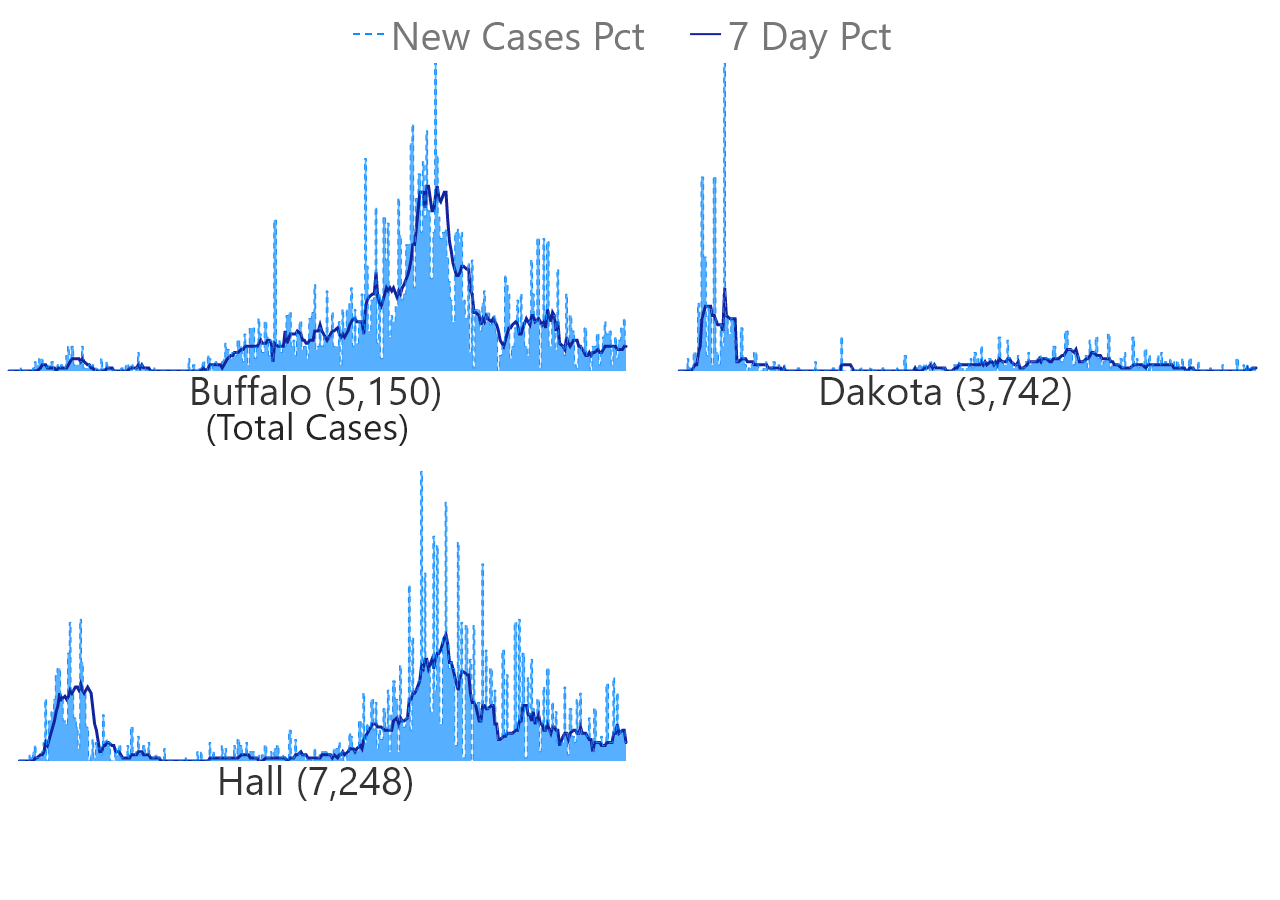 New Cases Pct 7 Day Pct
Buffalo (5,150) Dakota (3,742)
(Total Cases)
Hall (7,248)